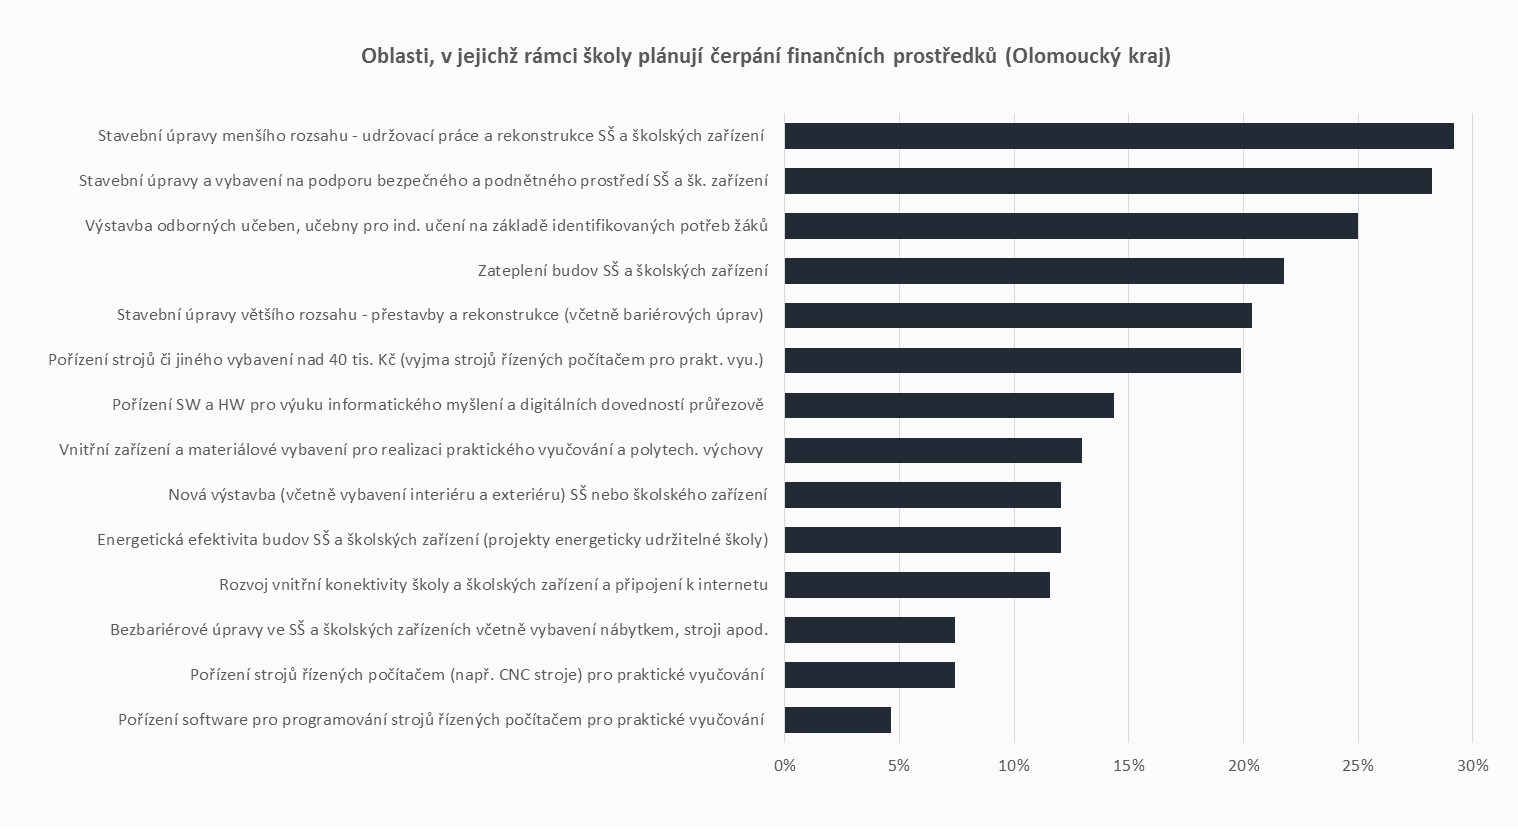 Oblasti, v jejichž rámci školy plánují čerpání finančních prostředků (Olomoucký kraj)
Stavební úpravy menšího rozsahu - udržovací práce a rekonstrukce SŠ a školských zařízení
Stavební úpravy a vybavení na podporu bezpečného a podnětného prostředí SŠ a šk. zařízení
Výstavba odborných učeben, učebny pro ind. učení na základě identifikovaných potřeb žáků
Zateplení budov SŠ a školských zařízení
Stavební úpravy většího rozsahu - přestavby a rekonstrukce (včetně bariérových úprav)
Pořízení strojů či jiného vybavení nad 40 tis. Kč (vyjma strojů řízených počítačem pro prakt. vyu.)
Pořízení SW a HW pro výuku informatického myšlení a digitálních dovedností průřezově
Vnitřní zařízení a materiálové vybavení pro realizaci praktického vyučování a polytech. výchovy
Nová výstavba (včetně vybavení interiéru a exteriéru) SŠ nebo školského zařízení
Energetická efektivita budov SŠ a školských zařízení (projekty energeticky udržitelné školy)
Rozvoj vnitřní konektivity školy a školských zařízení a připojení k internetu
Bezbariérové úpravy ve SŠ a školských zařízeních včetně vybavení nábytkem, stroji apod.
Pořízení strojů řízených počítačem (např. CNC stroje) pro praktické vyučování
Pořízení software pro programování strojů řízených počítačem pro praktické vyučování
0% 5% 10% 15% 20% 25% 30%